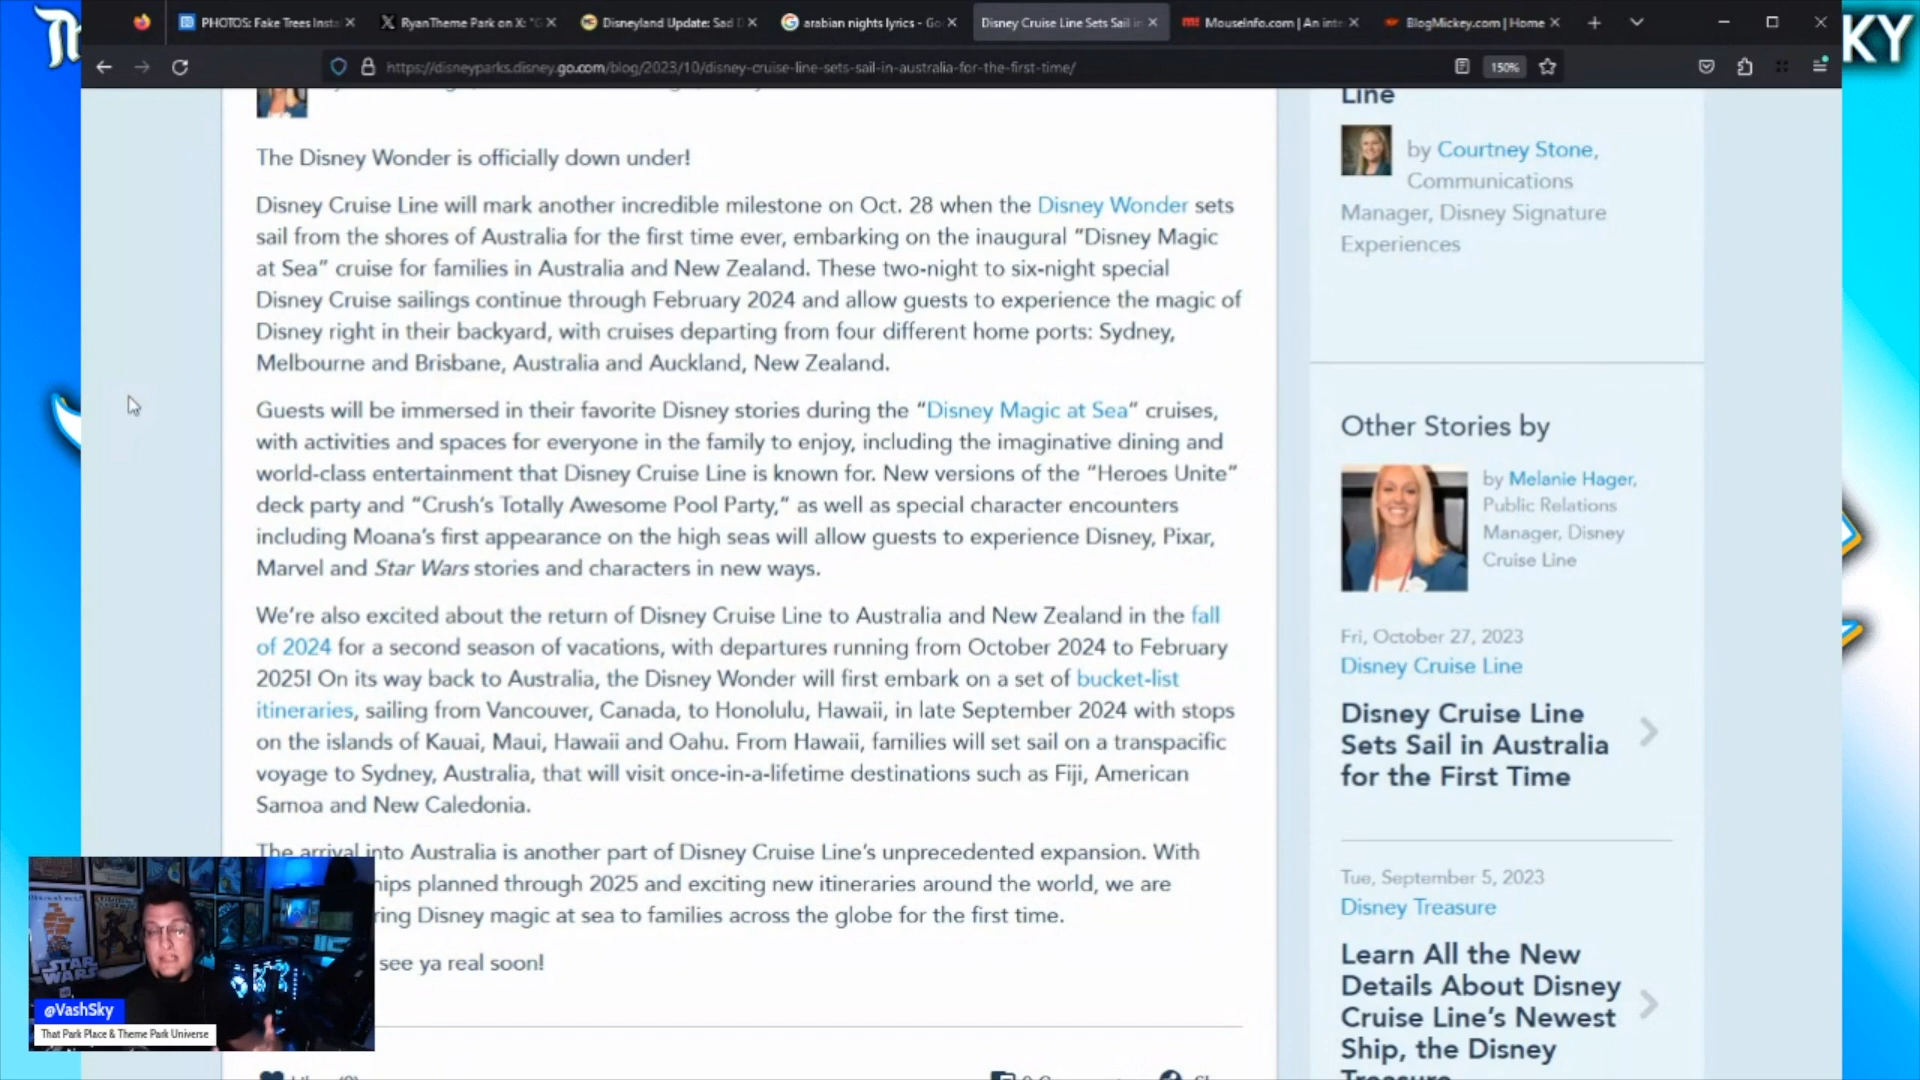 PHOTOS: Fake Trees Insta
RyanTheme Park on X: "G
Disneyland Update: Sad D
arabian nights lyrics - Go
Disney Cruise Line Sets Sail in
MouseInfo.com | An inte
BlogMickey.com | Home
KY
https://disneyparks.disney.go.com/blog/2023/10/disney-cruise-line-sets-sail-in-australia-for-the-first-time/
150%
The Disney Wonder is officially down under!
Disney Cruise Line will mark another incredible milestone on Oct. 28 when the Disney Wonder sets
sail from the shores of Australia for the first time ever, embarking on the inaugural “Disney Magic
at Sea” cruise for families in Australia and New Zealand. These two-night to six-night special
Disney Cruise sailings continue through February 2024 and allow guests to experience the magic of
Disney right in their backyard, with cruises departing from four different home ports: Sydney,
Melbourne and Brisbane, Australia and Auckland, New Zealand.
Guests will be immersed in their favorite Disney stories during the “Disney Magic at Sea” cruises,
with activities and spaces for everyone in the family to enjoy, including the imaginative dining and
world-class entertainment that Disney Cruise Line is known for. New versions of the “Heroes Unite”
deck party and “Crush’s Totally Awesome Pool Party,” as well as special character encounters
including Moana’s first appearance on the high seas will allow guests to experience Disney, Pixar,
Marvel and Star Wars stories and characters in new ways.
We’re also excited about the return of Disney Cruise Line to Australia and New Zealand in the fall
of 2024 for a second season of vacations, with departures running from October 2024 to February
2025! On its way back to Australia, the Disney Wonder will first embark on a set of bucket-list
itineraries, sailing from Vancouver, Canada, to Honolulu, Hawaii, in late September 2024 with stops
on the islands of Kauai, Maui, Hawaii and Oahu. From Hawaii, families will set sail on a transpacific
voyage to Sydney, Australia, that will visit once-in-a-lifetime destinations such as Fiji, American
Samoa and New Caledonia.
The arrival into Australia is another part of Disney Cruise Line’s unprecedented expansion. With
hips planned through 2025 and exciting new itineraries around the world, we are
ring Disney magic at sea to families across the globe for the first time.
see ya real soon!
Line
by Courtney Stone,
Communications
Manager, Disney Signature
Experiences
Other Stories by
by Melanie Hager,
Public Relations
Manager, Disney
Cruise Line
Fri, October 27, 2023
Disney Cruise Line
Disney Cruise Line
Sets Sail in Australia
for the First Time
Tue, September 5, 2023
Disney Treasure
Learn All the New
Details About Disney
Cruise Line’s Newest
Ship, the Disney
Treasure
STAR
WARS
@VashSky
That Park Place & Theme Park Universe